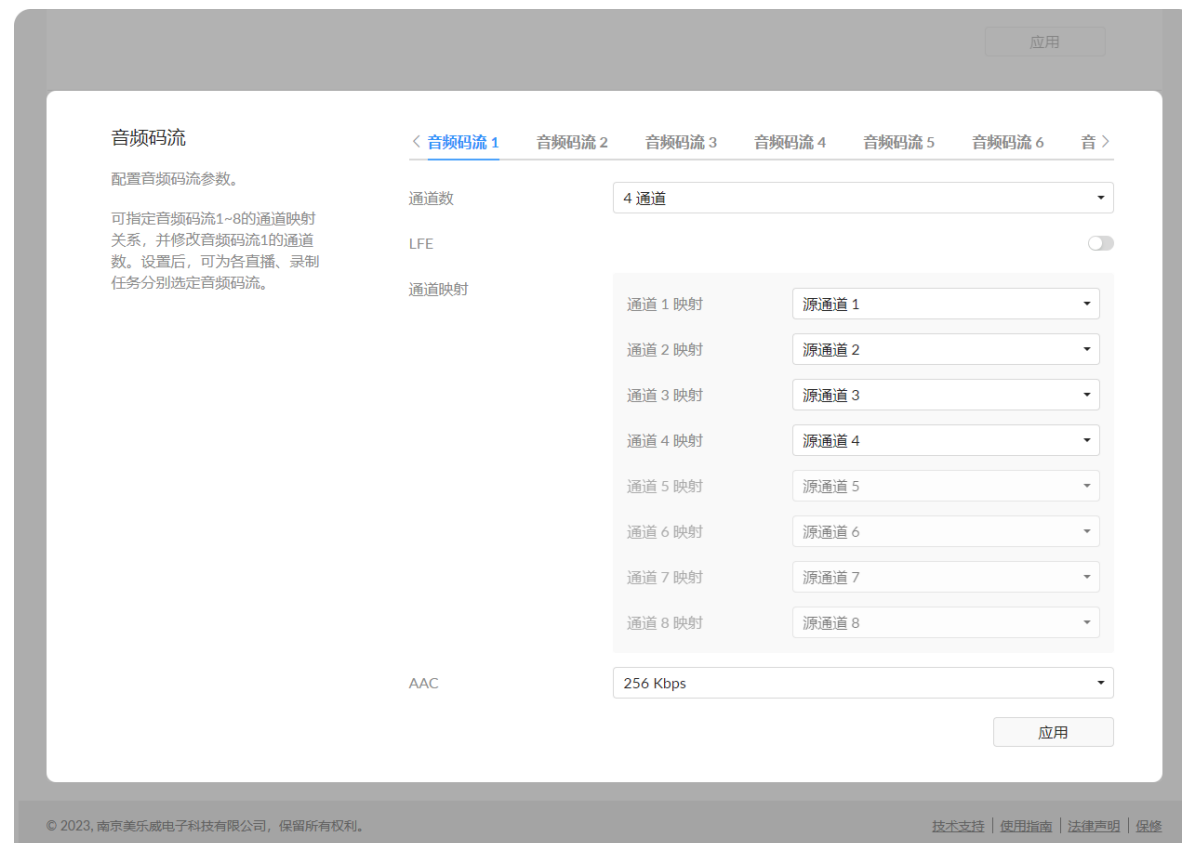 应用
音频码流
音频码流 1 音频码流 2 音频码流 3 音频码流 4 音频码流 5 音频码流 6 音
配置音频码流参数。
可指定音频码流1~8的通道映射
关系，并修改音频码流1的通道
数。设置后，可为各直播、录制
任务分别选定音频码流。
通道数 4 通道
LFE
通道映射
通道 1 映射 源通道 1
通道 2 映射 源通道 2
通道 3 映射 源通道 3
通道 4 映射 源通道 4
通道 5 映射 源通道 5
通道 6 映射 源通道 6
通道 7 映射 源通道 7
通道 8 映射 源通道 8
AAC 256 Kbps
应用
© 2023, 南京美乐威电子科技有限公司，保留所有权利。 技术支持 | 使用指南 | 法律声明 | 保修